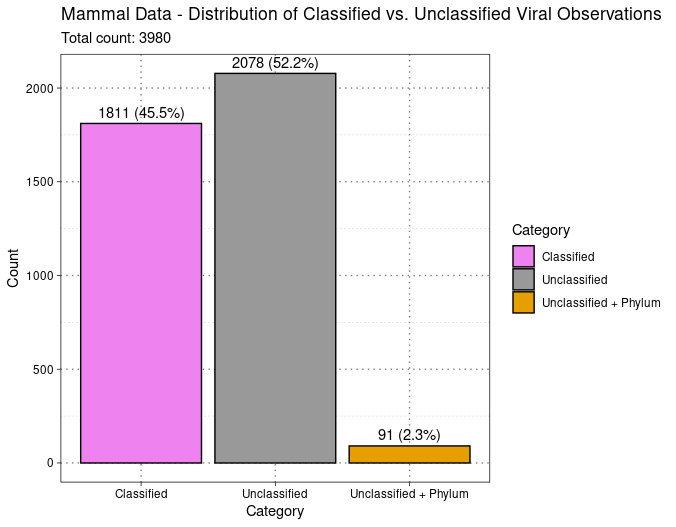 Mammal Data - Distribution of Classified vs. Unclassified Viral Observations
Total count: 3980
2078 (52.2%)
1811 (45.5%)
91 (2.3%)
2000
1500
1000
500
0
Count
Classified
Unclassified
Unclassified + Phylum
Category
Category
Classified
Unclassified
Unclassified + Phylum